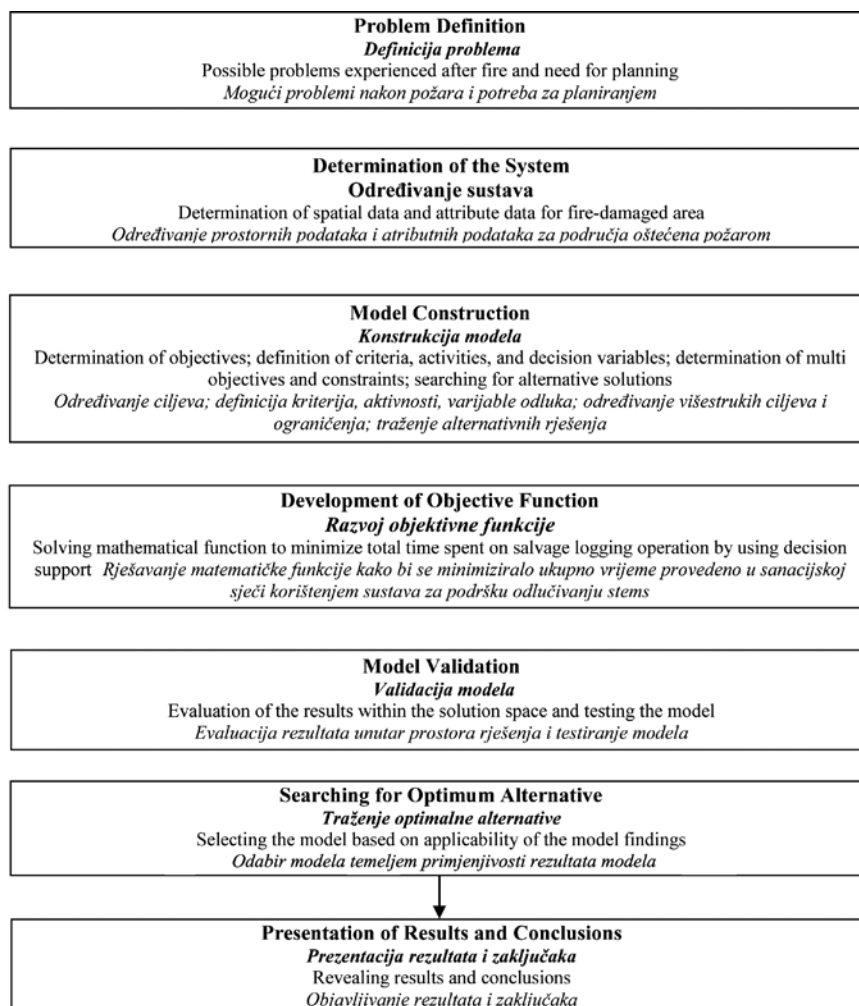 Problem Definition
Definicija problema
Possible problems experienced after fire and need for planning
Mogući problemi nakon požara i potreba za planiranjem
Determination of the System
Određivanje sustava
Determination of spatial data and attribute data for fire-damaged area
Određivanje prostornih podataka i atributnih podataka za područja oštećena požarom
Model Construction
Konstrukcija modela
Determination of objectives; definition of criteria, activities, and decision variables; determination of multi
objectives and constraints; searching for alternative solutions
Određivanje ciljeva; definicija kriterija, aktivnosti, varijable odluka; određivanje višestrukih ciljeva i
ograničenja; traženje alternativnih rješenja
Development of Objective Function
Razvoj objektivne funkcije
Solving mathematical function to minimize total time spent on salvage logging operation by using decision
support Rješavanje matematičke funkcije kako bi se minimiziralo ukupno vrijeme provedeno u sanacijskoj
sječi korištenjem sustava za podršku odlučivanju stems
Model Validation
Validacija modela
Evaluation of the results within the solution space and testing the model
Evaluacija rezultata unutar prostora rješenja i testiranje modela
Searching for Optimum Alternative
Traženje optimalne alternative
Selecting the model based on applicability of the model findings
Odabir modela temeljem primjenjivosti rezultata modela
Presentation of Results and Conclusions
Prezentacija rezultata i zaključaka
Revealing results and conclusions
Objavljivanje rezultata i zaključaka